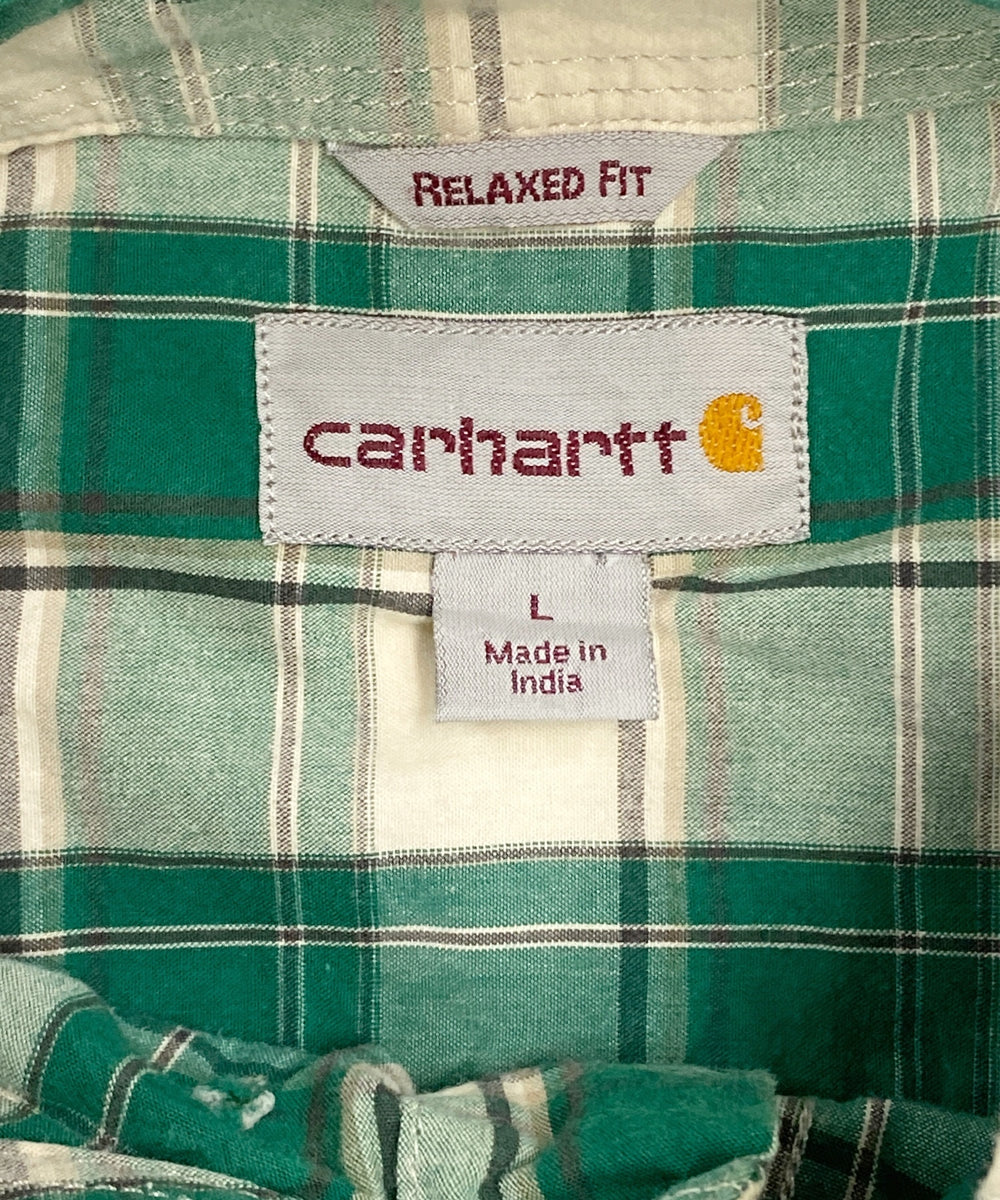 RELAXED FIT
carhartt
L
Made in
India